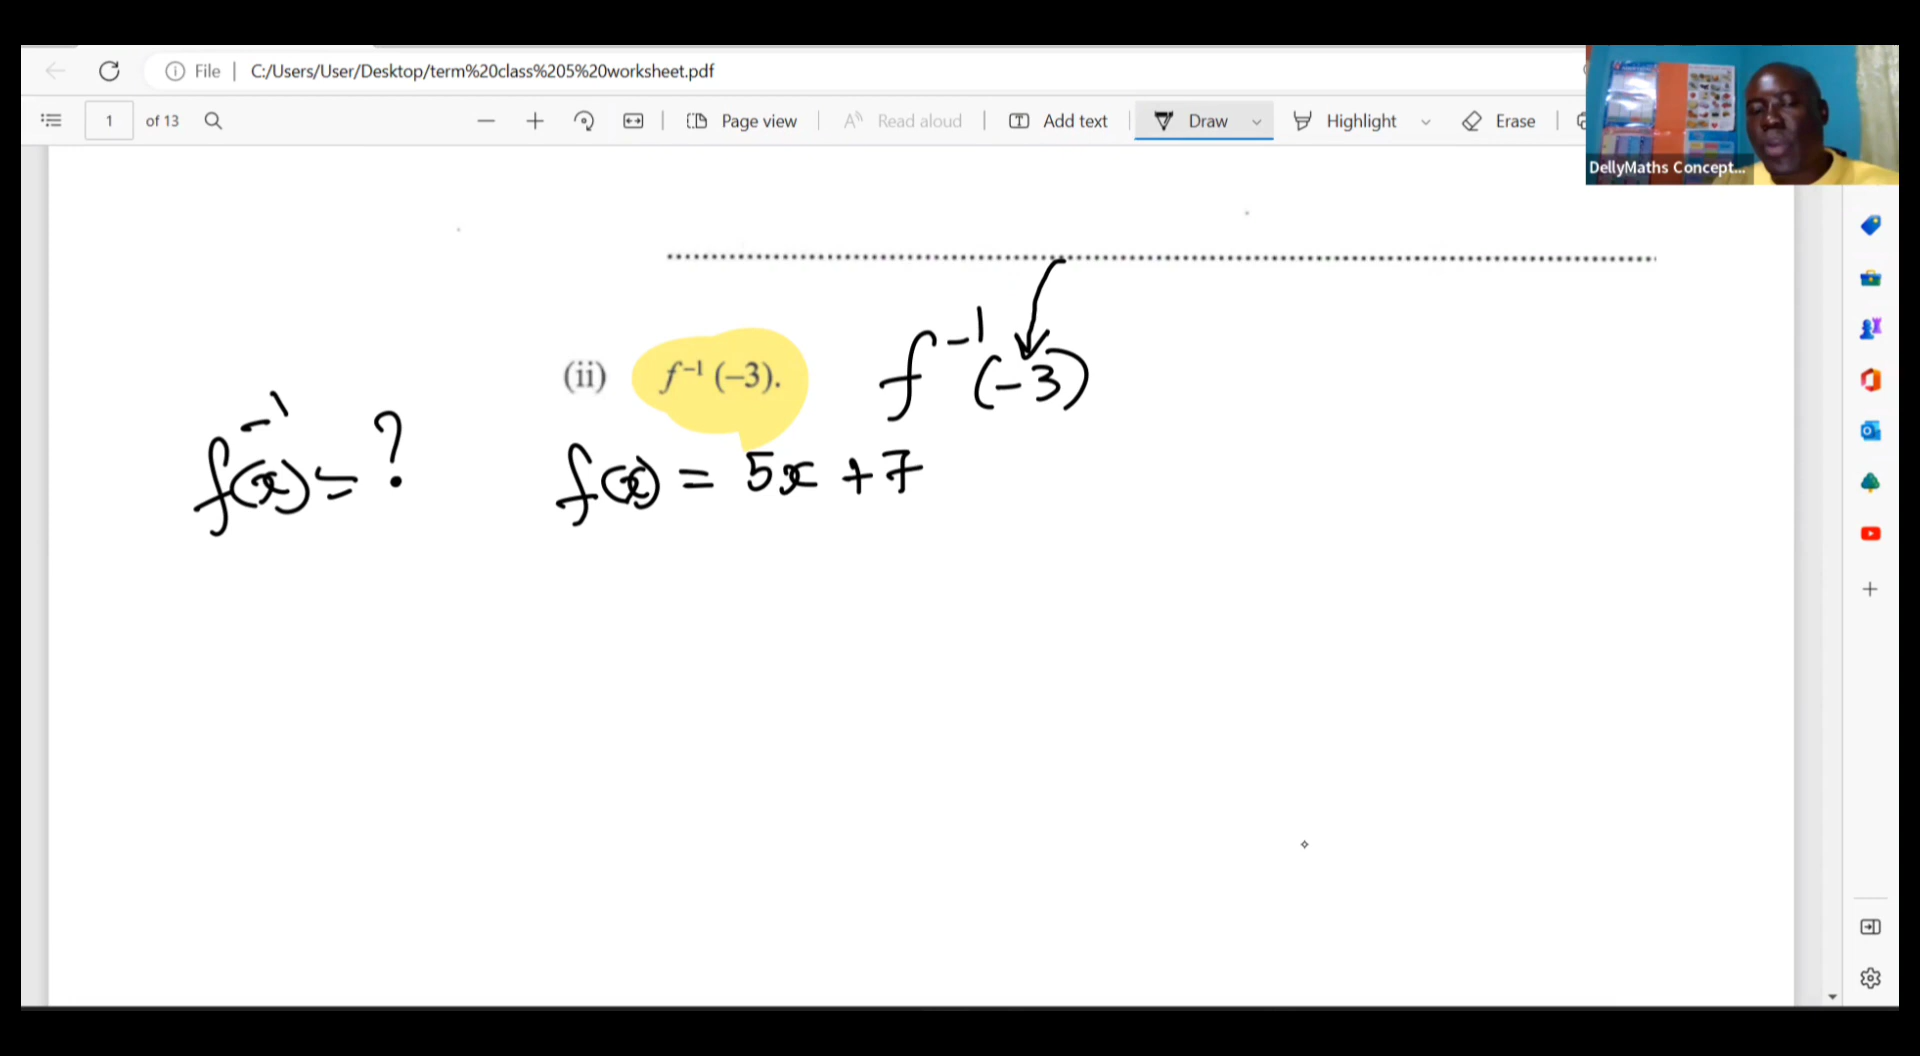 File | C:/Users/User/Desktop/term%20class%205%20worksheet.pdf
1 of 13 Page view Read aloud Add text Draw Highlight Erase
DellyMaths Concept...
(ii) f⁻¹ (−3). f⁻¹(−3)
f⁻¹(x) = ? f(x) = 5x + 7